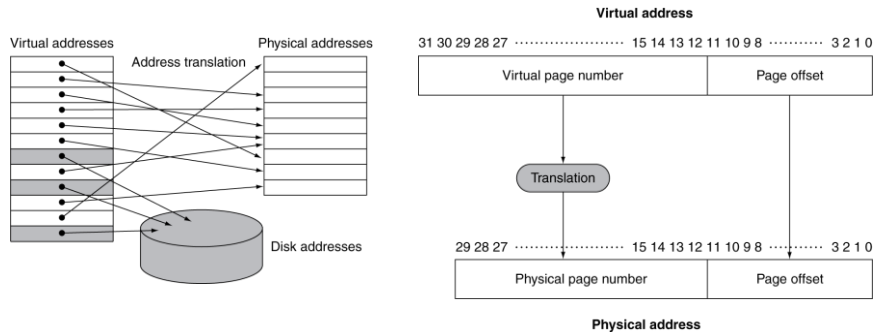 Virtual addresses
Address translation
Physical addresses
Disk addresses
Virtual address
31 30 29 28 27 ··························· 15 14 13 12 11 10 9 8 ··········· 3 2 1 0
Virtual page number
Page offset
Translation
29 28 27 ··························· 15 14 13 12 11 10 9 8 ··········· 3 2 1 0
Physical page number
Page offset
Physical address